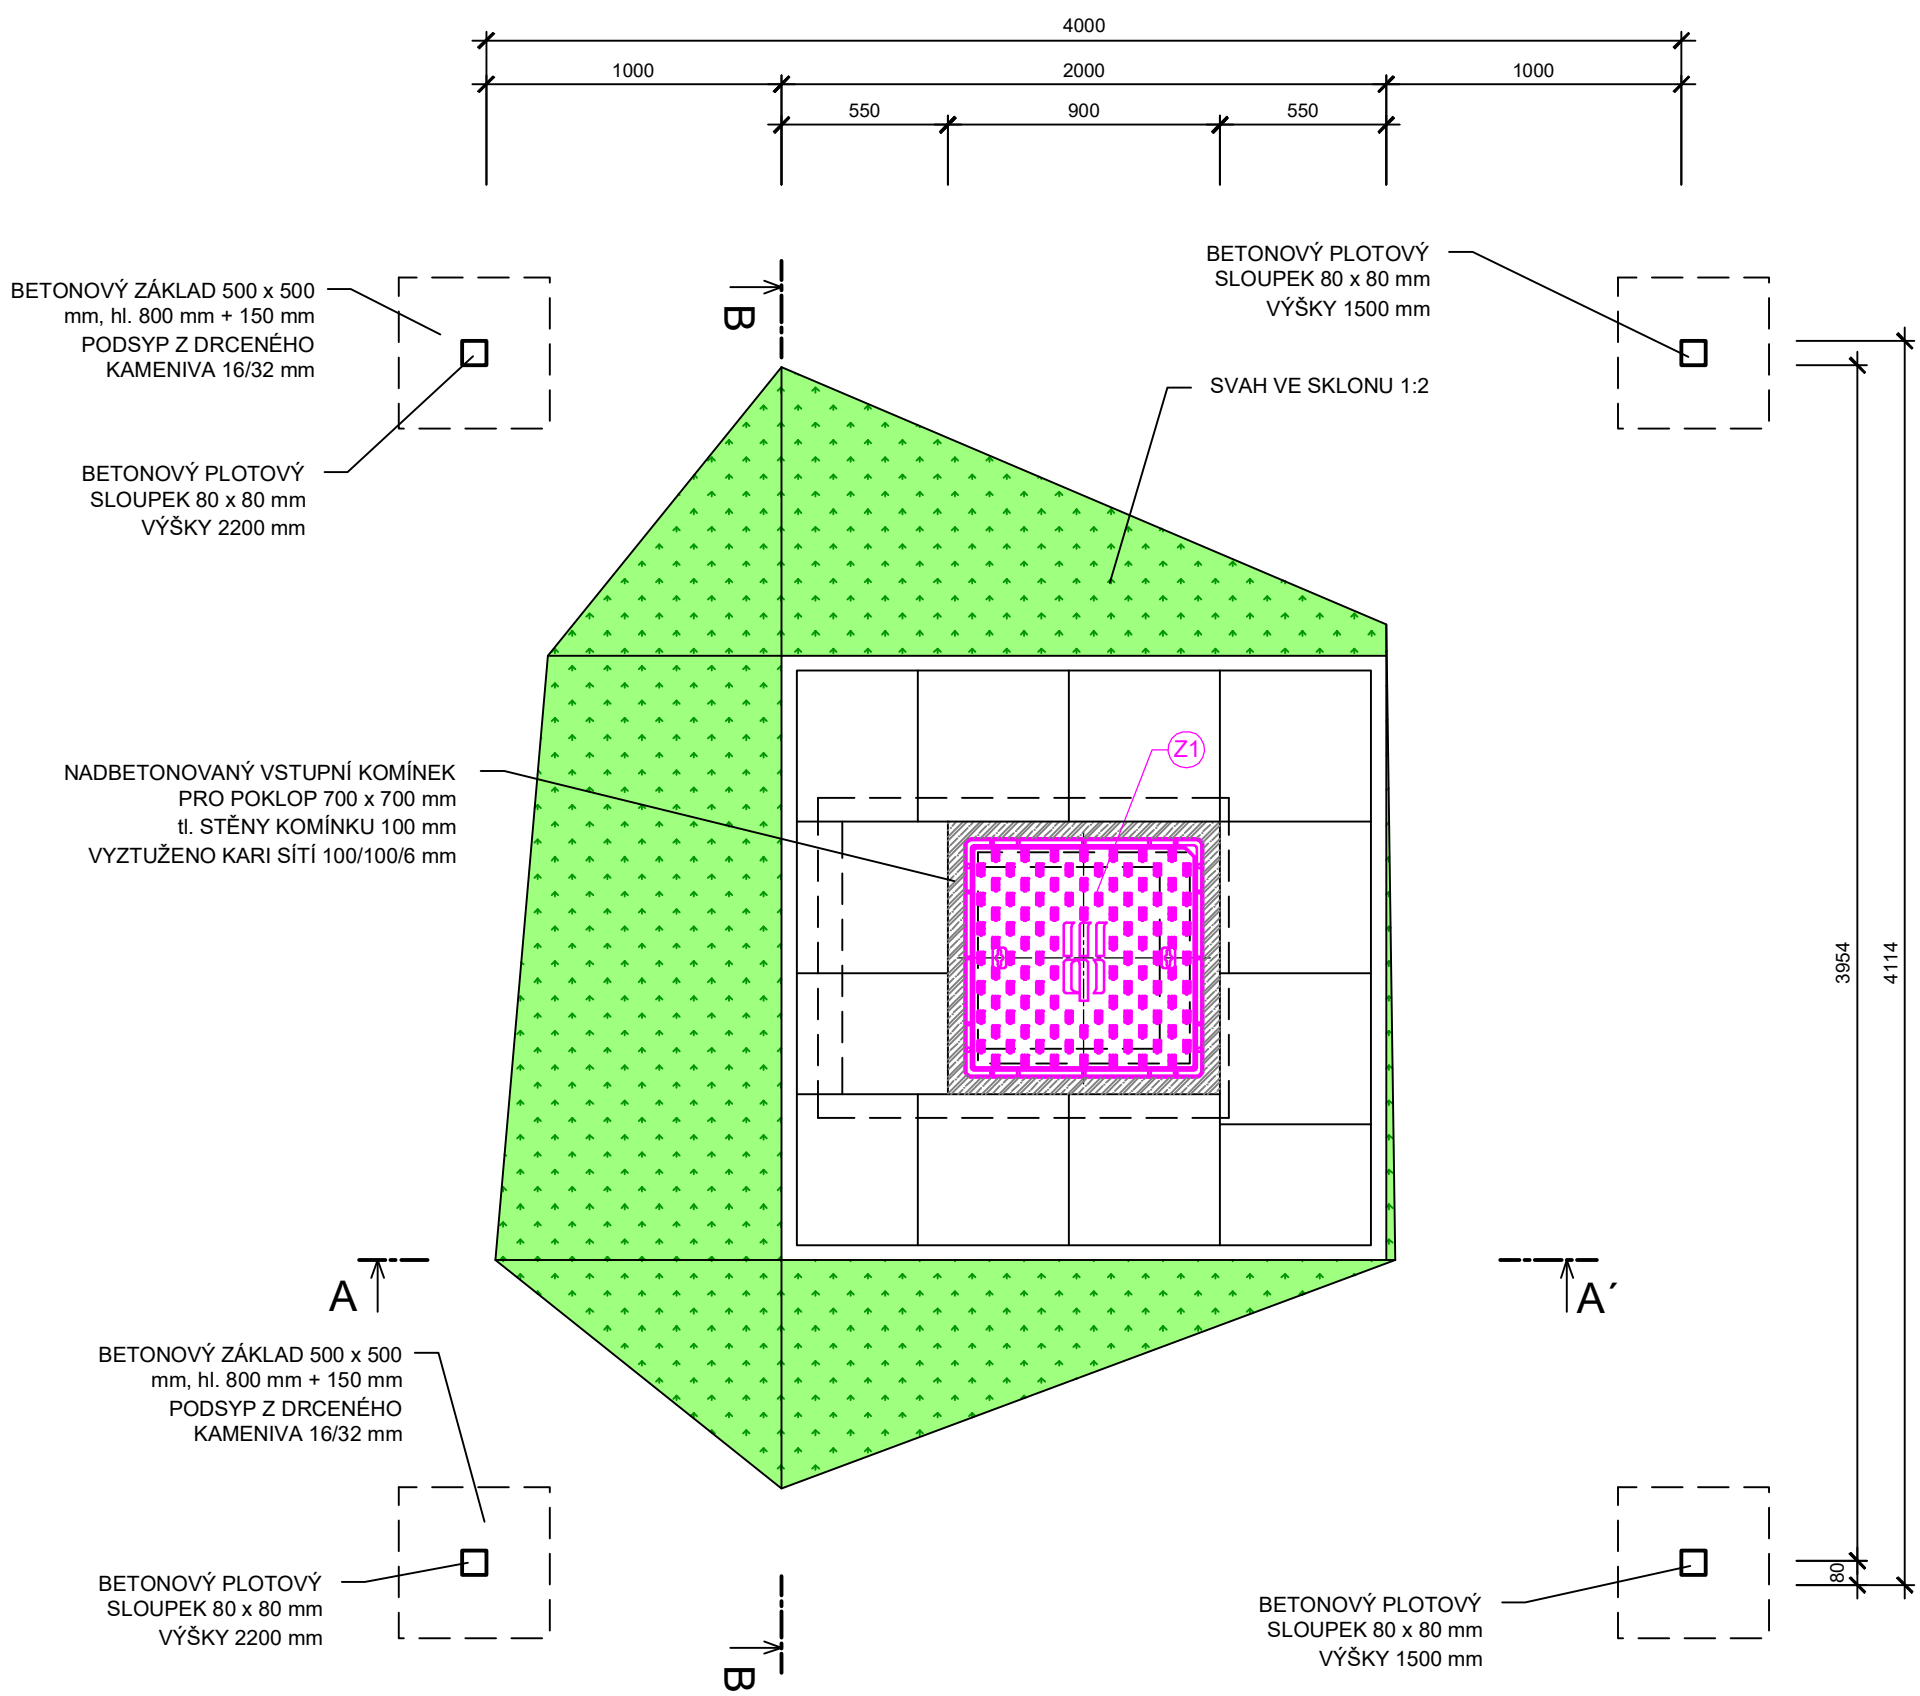 4000
1000
2000
1000
550
900
550
BETONOVÝ ZÁKLAD 500 x 500
mm, hl. 800 mm + 150 mm
PODSYP Z DRCENÉHO
KAMENIVA 16/32 mm
B
BETONOVÝ PLOTOVÝ
SLOUPEK 80 x 80 mm
VÝŠKY 1500 mm
SVAH VE SKLONU 1:2
BETONOVÝ PLOTOVÝ
SLOUPEK 80 x 80 mm
VÝŠKY 2200 mm
Z1
NADBETONOVANÝ VSTUPNÍ KOMÍNEK
PRO POKLOP 700 x 700 mm
tl. STĚNY KOMÍNKU 100 mm
VYZTUŽENO KARI SÍTÍ 100/100/6 mm
3954
4114
A
A´
BETONOVÝ ZÁKLAD 500 x 500
mm, hl. 800 mm + 150 mm
PODSYP Z DRCENÉHO
KAMENIVA 16/32 mm
BETONOVÝ PLOTOVÝ
SLOUPEK 80 x 80 mm
VÝŠKY 2200 mm
B
BETONOVÝ PLOTOVÝ
SLOUPEK 80 x 80 mm
VÝŠKY 1500 mm
80